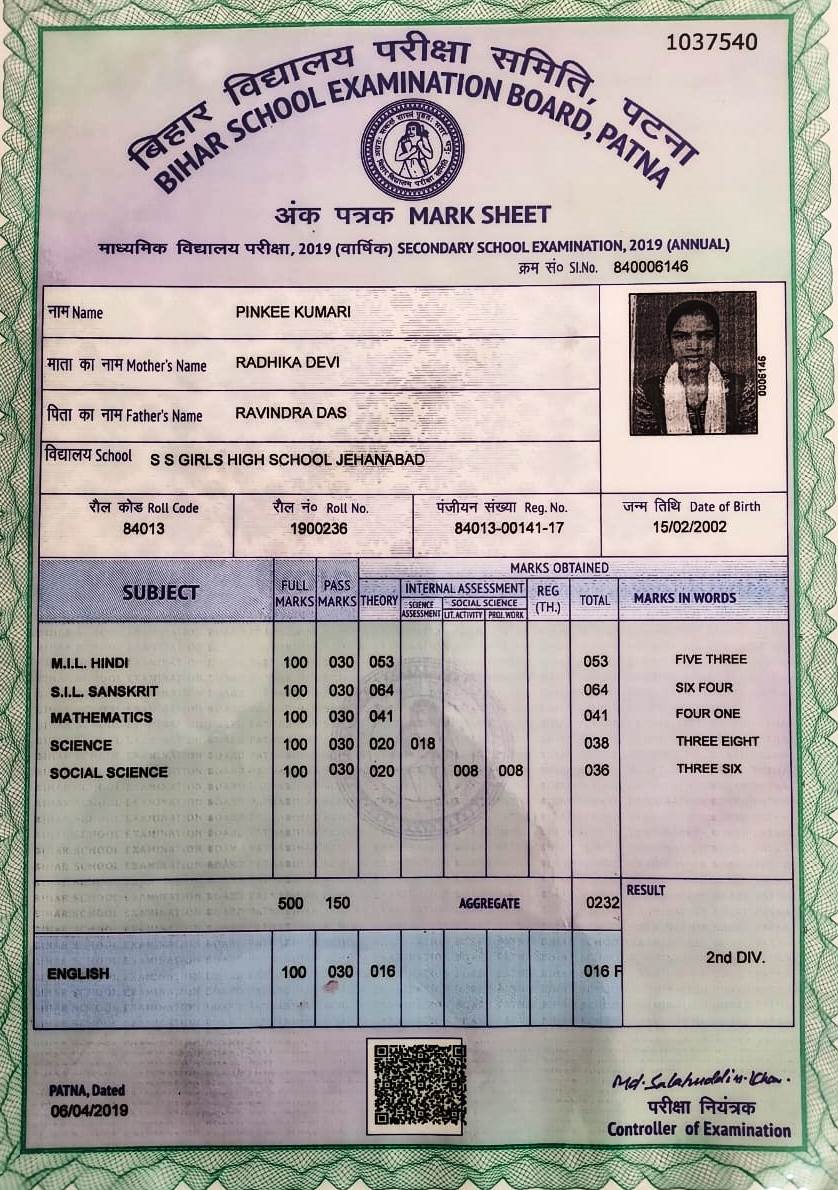 1037540
बिहार विद्यालय परीक्षा समिति, पटना
BIHAR SCHOOL EXAMINATION BOARD, PATNA
अंक पत्रक MARK SHEET
माध्यमिक विद्यालय परीक्षा, 2019 (वार्षिक) SECONDARY SCHOOL EXAMINATION, 2019 (ANNUAL)
क्रम सं० Sl.No. 840006146
नाम Name PINKEE KUMARI
माता का नाम Mother's Name RADHIKA DEVI
पिता का नाम Father's Name RAVINDRA DAS
0006146
विद्यालय School S S GIRLS HIGH SCHOOL JEHANABAD
रौल कोड Roll Code रौल नं० Roll No. पंजीयन संख्या Reg. No. जन्म तिथि Date of Birth
84013 1900236 84013-00141-17 15/02/2002
MARKS OBTAINED
SUBJECT FULL MARKS PASS MARKS THEORY INTERNAL ASSESSMENT REG (TH.) TOTAL MARKS IN WORDS
SCIENCE ASSESSMENT SOCIAL SCIENCE
LIT.ACTIVITY PROJ.WORK
M.I.L. HINDI 100 030 053 053 FIVE THREE
S.I.L. SANSKRIT 100 030 064 064 SIX FOUR
MATHEMATICS 100 030 041 041 FOUR ONE
SCIENCE 100 030 020 018 038 THREE EIGHT
SOCIAL SCIENCE 100 030 020 008 008 036 THREE SIX
500 150 AGGREGATE 0232 RESULT
2nd DIV.
ENGLISH 100 030 016 016 F
PATNA, Dated
06/04/2019
Md. Salahuddin Khan.
परीक्षा नियंत्रक
Controller of Examination